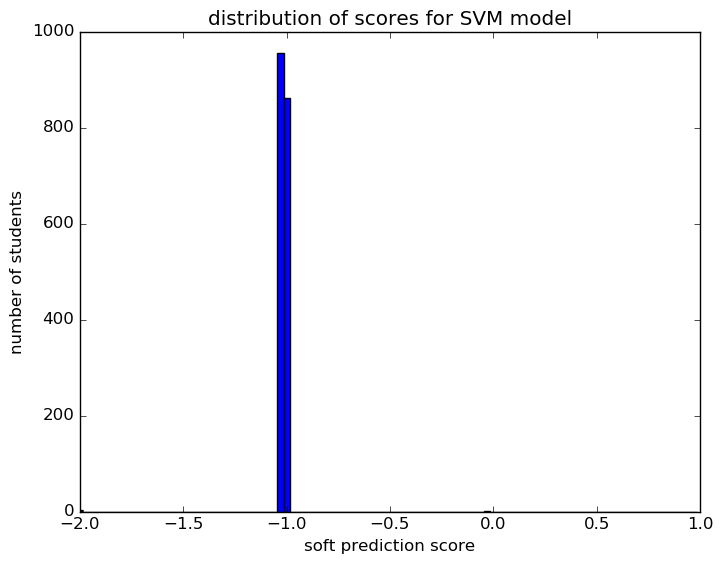 distribution of scores for SVM model
1000
800
600
400
200
0
number of students
−2.0 −1.5 −1.0 −0.5 0.0 0.5 1.0
soft prediction score